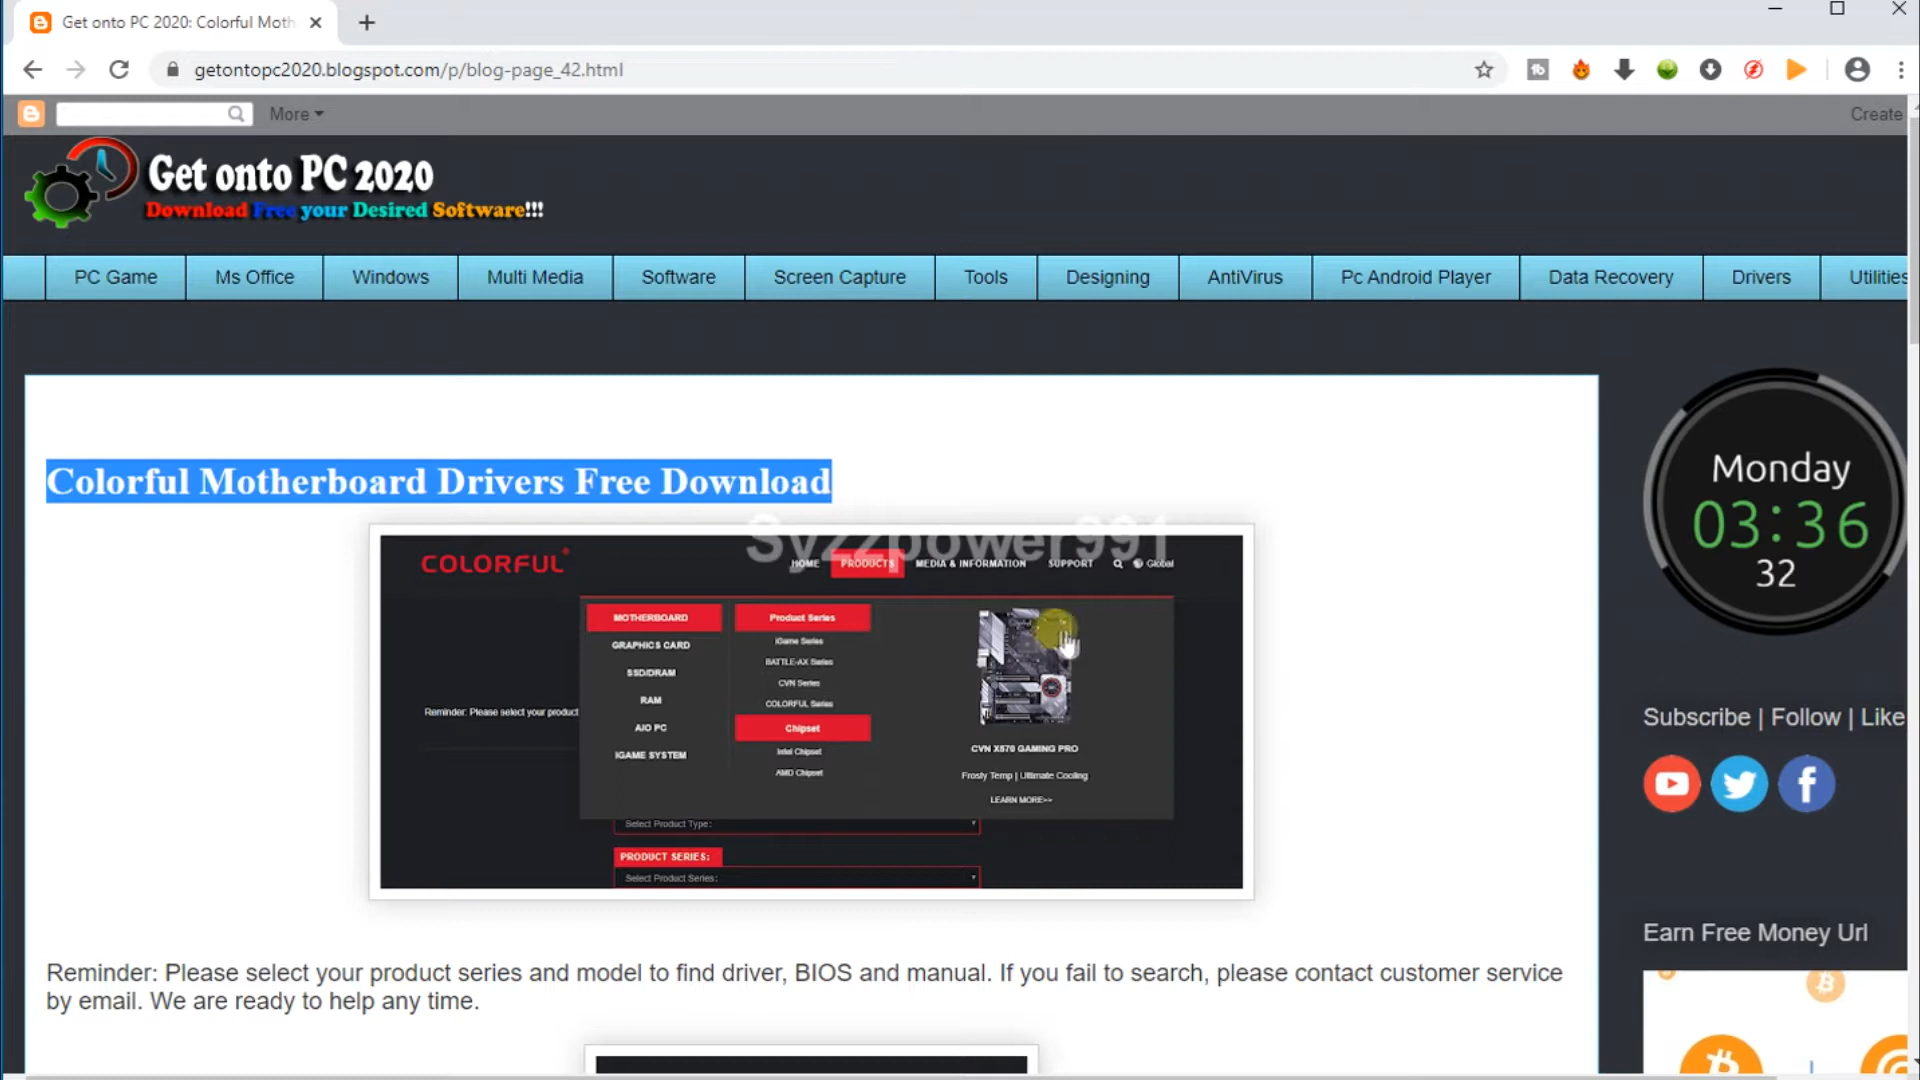 Get onto PC 2020: Colorful Moth
getontopc2020.blogspot.com/p/blog-page_42.html
More
Create
Get onto PC 2020
Download Free your Desired Software!!!
PC Game
Ms Office
Windows
Multi Media
Software
Screen Capture
Tools
Designing
AntiVirus
Pc Android Player
Data Recovery
Drivers
Utilities
Colorful Motherboard Drivers Free Download
Syzzpower991
COLORFUL
HOME
PRODUCTS
MEDIA & INFORMATION
SUPPORT
Global
MOTHERBOARD
GRAPHICS CARD
SSD/DRAM
RAM
AIO PC
IGAME SYSTEM
Product Series
iGame Series
BATTLE-AX Series
CVN Series
COLORFUL Series
Chipset
Intel Chipset
AMD Chipset
CVN X570 GAMING PRO
Frosty Temp | Ultimate Cooling
LEARN MORE>>
Reminder: Please select your product
Select Product Type:
PRODUCT SERIES:
Select Product Series:
Reminder: Please select your product series and model to find driver, BIOS and manual. If you fail to search, please contact customer service
by email. We are ready to help any time.
Monday
03:36
32
Subscribe | Follow | Like
Earn Free Money Url